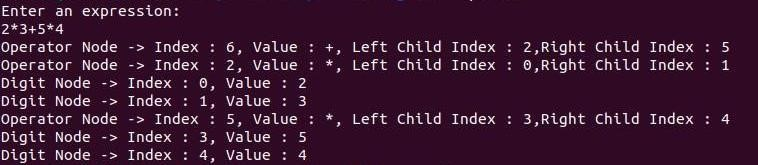 Enter an expression:
2*3+5*4
Operator Node -> Index : 6, Value : +, Left Child Index : 2,Right Child Index : 5
Operator Node -> Index : 2, Value : *, Left Child Index : 0,Right Child Index : 1
Digit Node -> Index : 0, Value : 2
Digit Node -> Index : 1, Value : 3
Operator Node -> Index : 5, Value : *, Left Child Index : 3,Right Child Index : 4
Digit Node -> Index : 3, Value : 5
Digit Node -> Index : 4, Value : 4